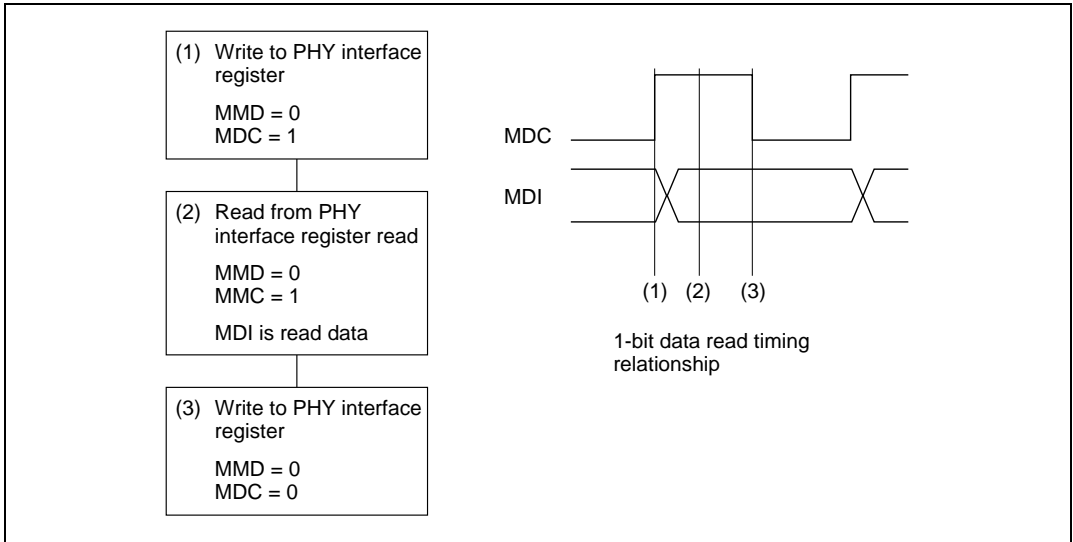 (1) Write to PHY interface
register
MMD = 0
MDC = 1
(2) Read from PHY
interface register read
MMD = 0
MMC = 1
MDI is read data
(3) Write to PHY interface
register
MMD = 0
MDC = 0
MDC
MDI
(1) (2) (3)
1-bit data read timing
relationship